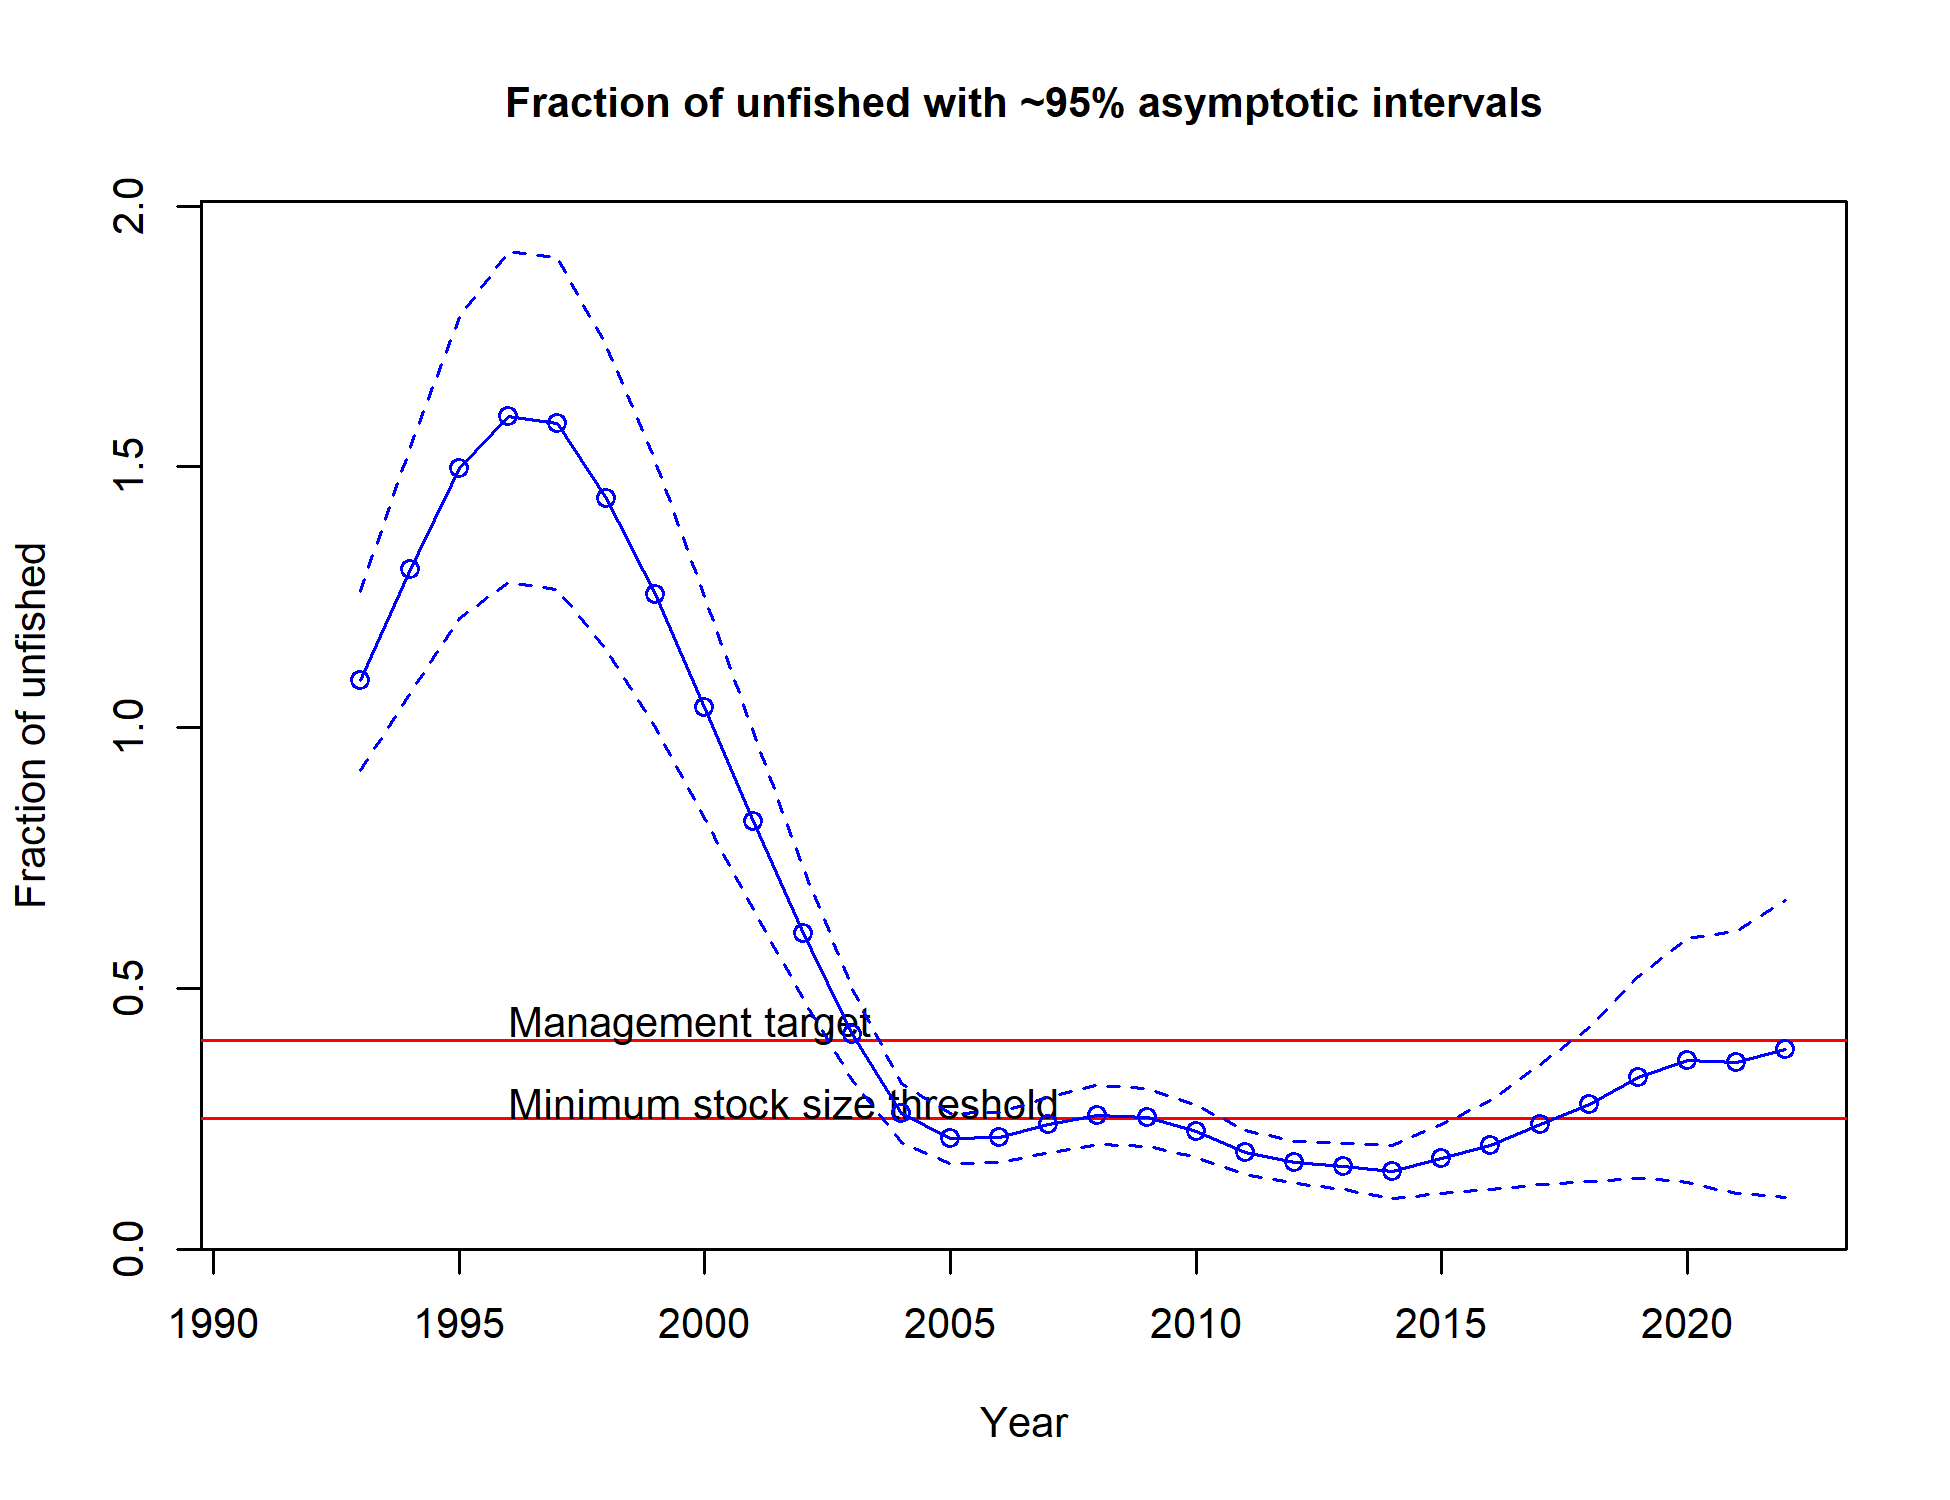 Fraction of unfished with ~95% asymptotic intervals
Fraction of unfished
2.0
1.5
1.0
0.5
0.0
Management target
Minimum stock size threshold
1990 1995 2000 2005 2010 2015 2020
Year